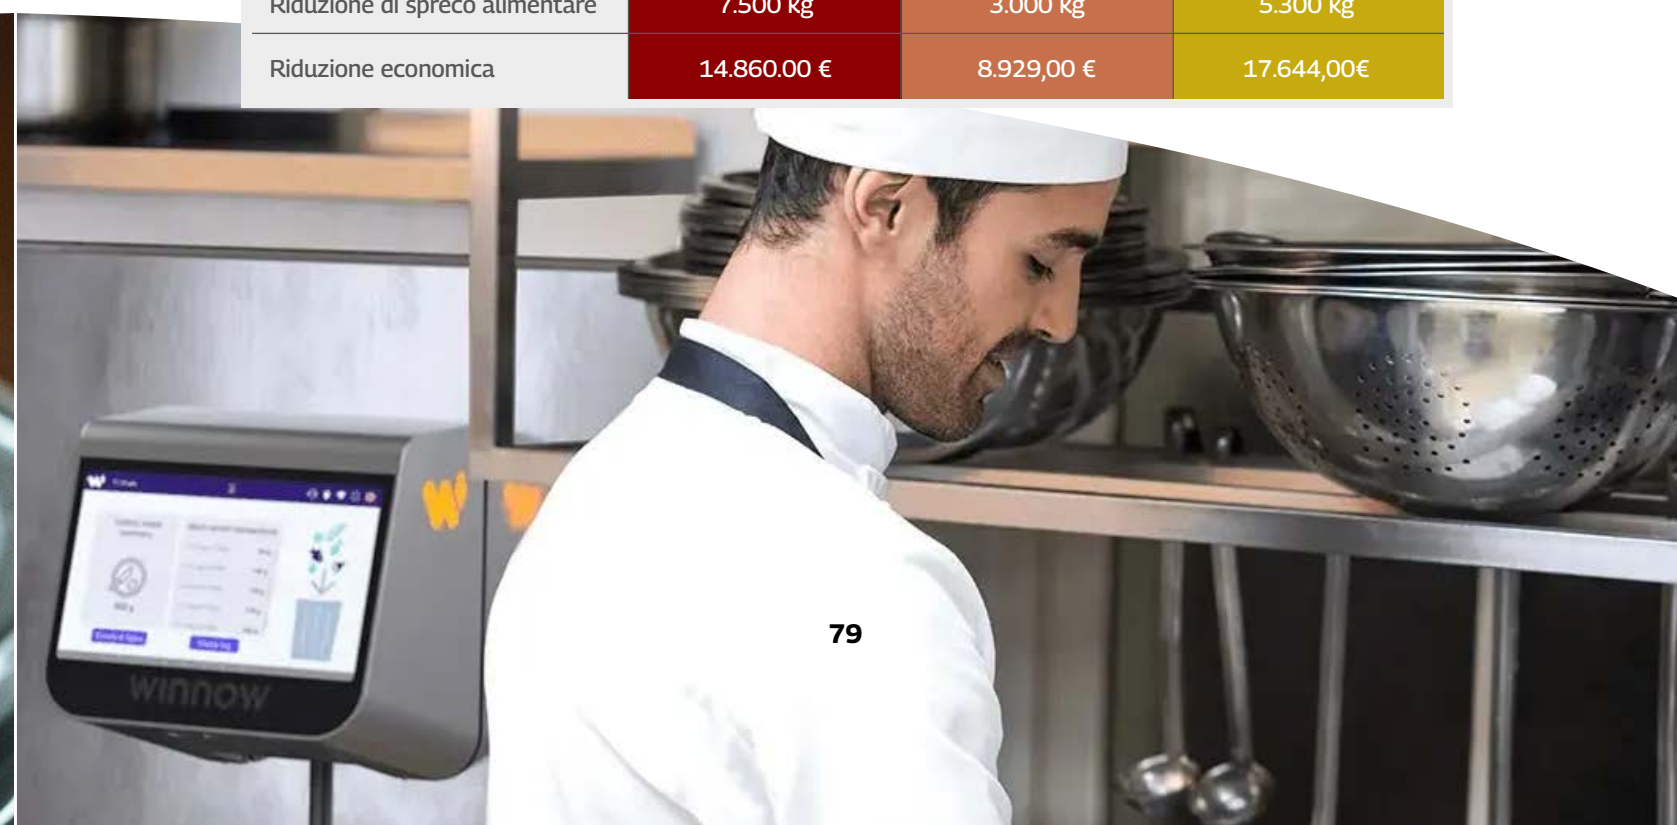 Riduzione di spreco alimentare 7.500 kg 3.000 kg 5.300 kg
Riduzione economica 14.860.00 € 8.929,00 € 17.644,00€
winnow
79